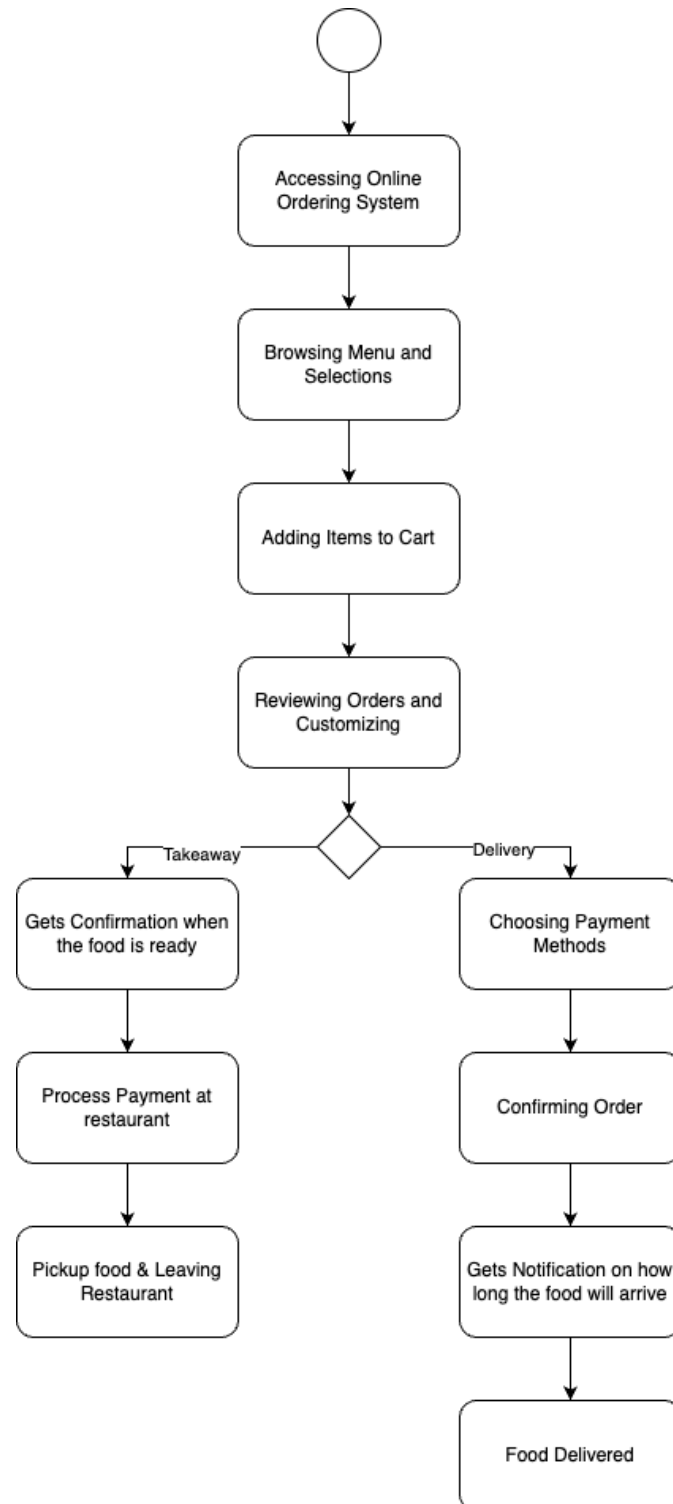 Accessing Online
Ordering System
Browsing Menu and
Selections
Adding Items to Cart
Reviewing Orders and
Customizing
Takeaway
Delivery
Gets Confirmation when
the food is ready
Choosing Payment
Methods
Process Payment at
restaurant
Confirming Order
Pickup food & Leaving
Restaurant
Gets Notification on how
long the food will arrive
Food Delivered